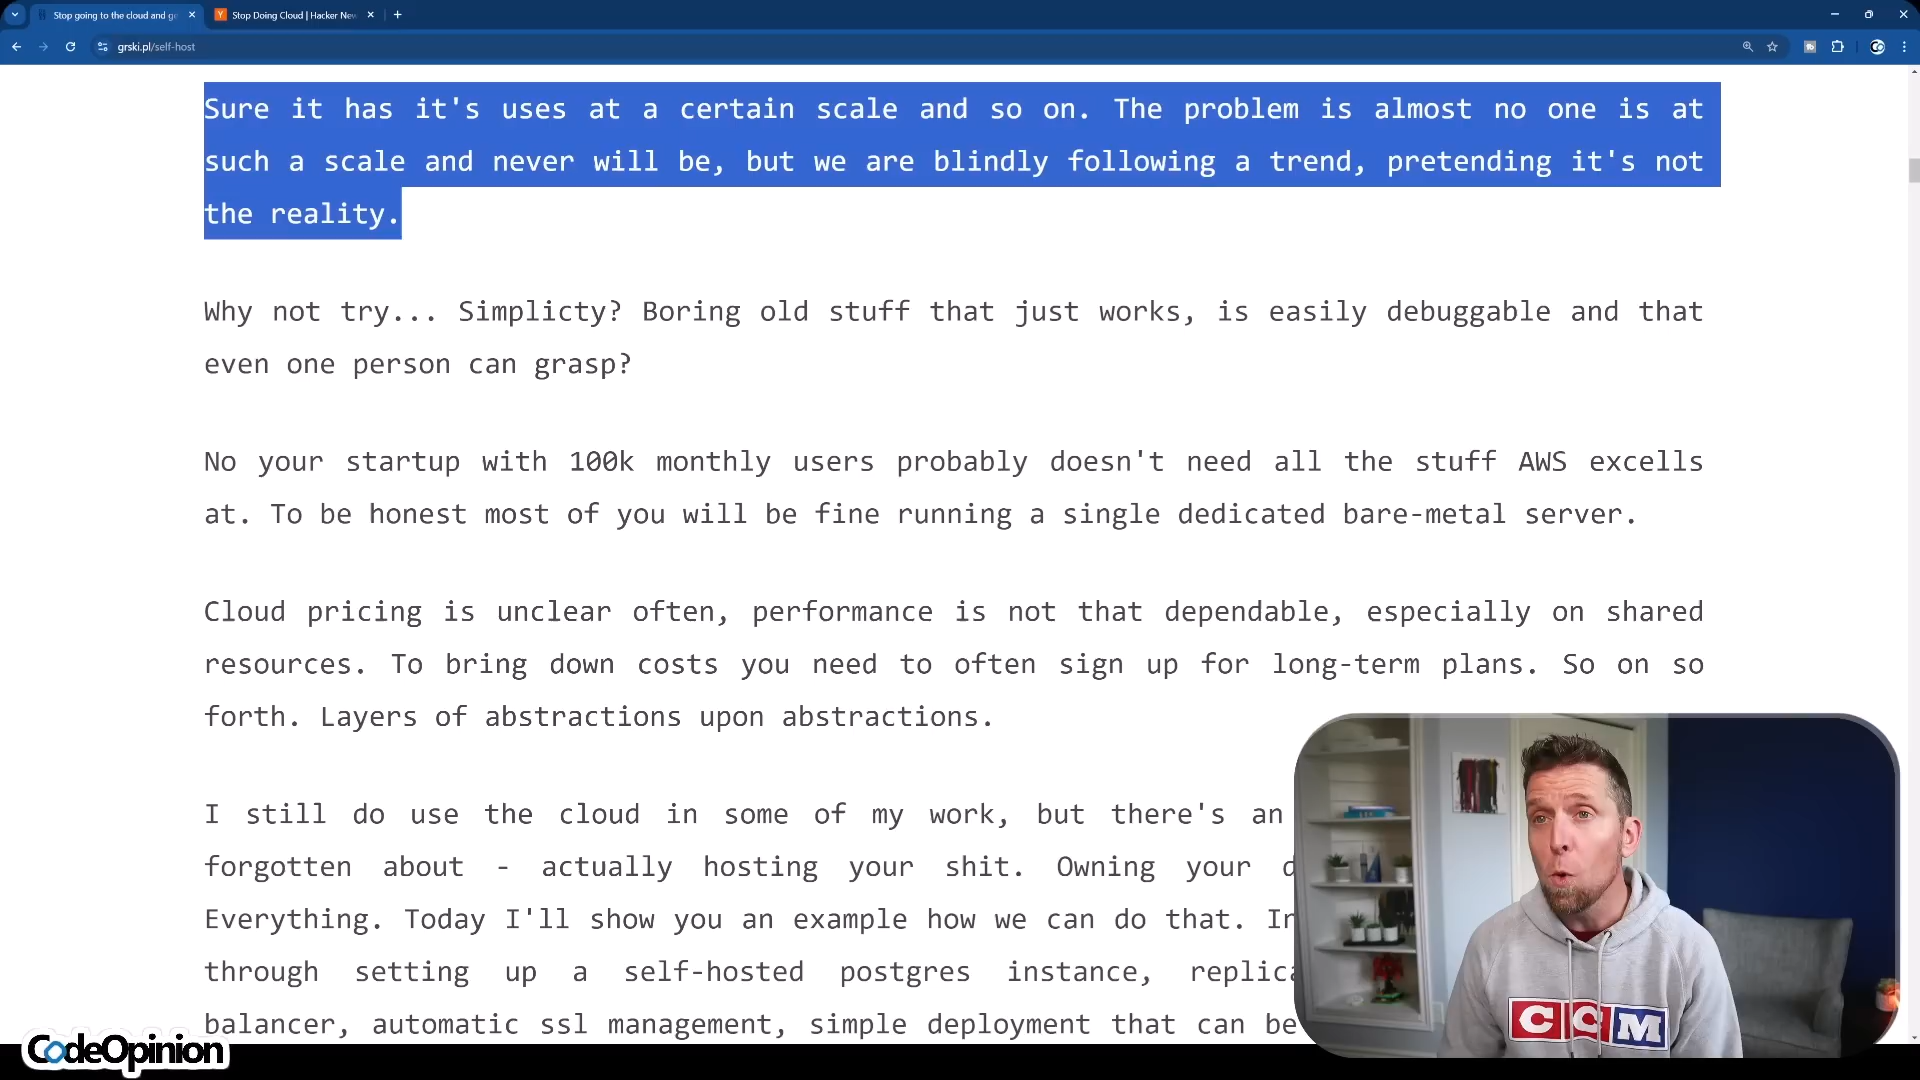 Stop going to the cloud and ge
Stop Doing Cloud | Hacker New
grski.pl/self-host
Sure it has it's uses at a certain scale and so on. The problem is almost no one is at
such a scale and never will be, but we are blindly following a trend, pretending it's not
the reality.
Why not try... Simplicty? Boring old stuff that just works, is easily debuggable and that
even one person can grasp?
No your startup with 100k monthly users probably doesn't need all the stuff AWS excells
at. To be honest most of you will be fine running a single dedicated bare-metal server.
Cloud pricing is unclear often, performance is not that dependable, especially on shared
resources. To bring down costs you need to often sign up for long-term plans. So on so
forth. Layers of abstractions upon abstractions.
I still do use the cloud in some of my work, but there's an
forgotten about - actually hosting your shit. Owning your d
Everything. Today I'll show you an example how we can do that. In
through setting up a self-hosted postgres instance, replica
balancer, automatic ssl management, simple deployment that can be
CCM
CodeOpinion